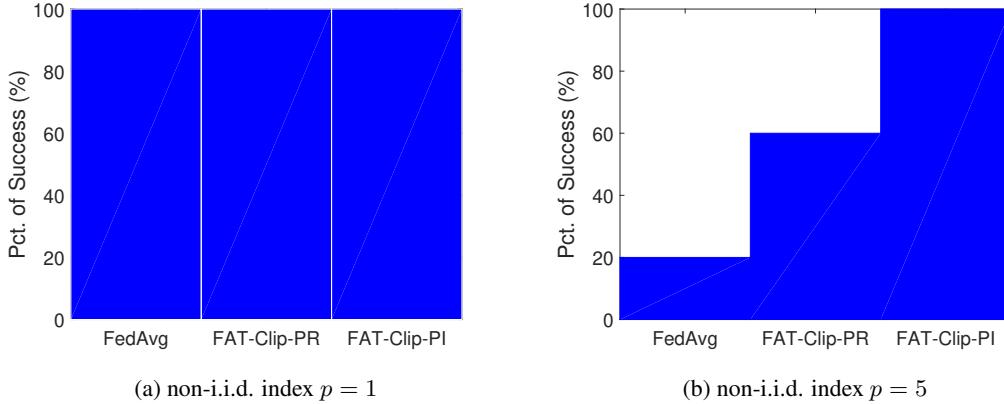 100
80
60
40
20
0
Pct. of Success (%)
FedAvg FAT-Clip-PR FAT-Clip-PI
(a) non-i.i.d. index p = 1
100
80
60
40
20
0
Pct. of Success (%)
FedAvg FAT-Clip-PR FAT-Clip-PI
(b) non-i.i.d. index p = 5